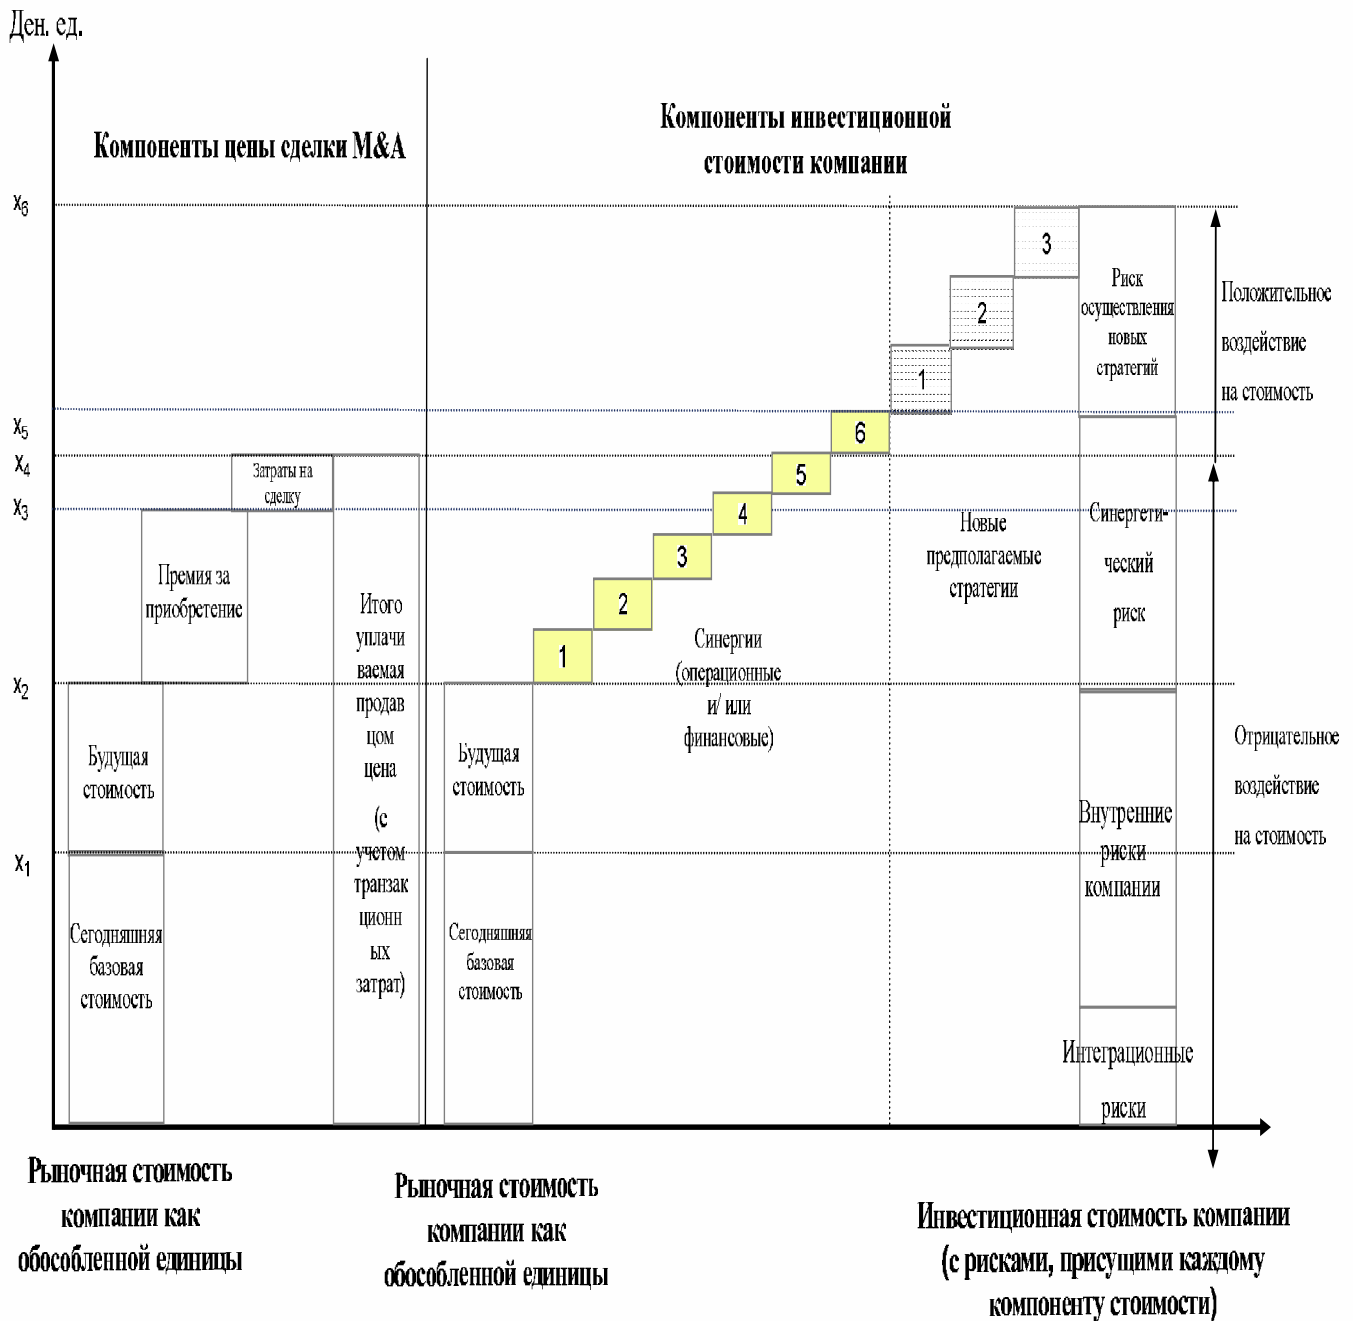 Ден. ед.
Компоненты цены сделки M&A
Компоненты инвестиционной
стоимости компании
x6
x5
x4
x3
x2
x1
Затраты на
сделку
Премия за
приобретение
Будущая
стоимость
Сегодняшняя
базовая
стоимость
Итого
уплачи
ваемая
продав
цом
цена
(с
учетом
транзак
ционн
ых
затрат)
Будущая
стоимость
Сегодняшняя
базовая
стоимость
1
2
3
4
5
6
Синергии
(операционные
и/ или
финансовые)
1
2
3
Новые
предполагаемые
стратегии
Риск
осуществления
новых
стратегий
Синергети-
ческий
риск
Внутренние
риски
компании
Интеграционные
риски
Положительное
воздействие
на стоимость
Отрицательное
воздействие
на стоимость
Рыночная стоимость
компании как
обособленной единицы
Рыночная стоимость
компании как
обособленной единицы
Инвестиционная стоимость компании
(с рисками, присущими каждому
компоненту стоимости)